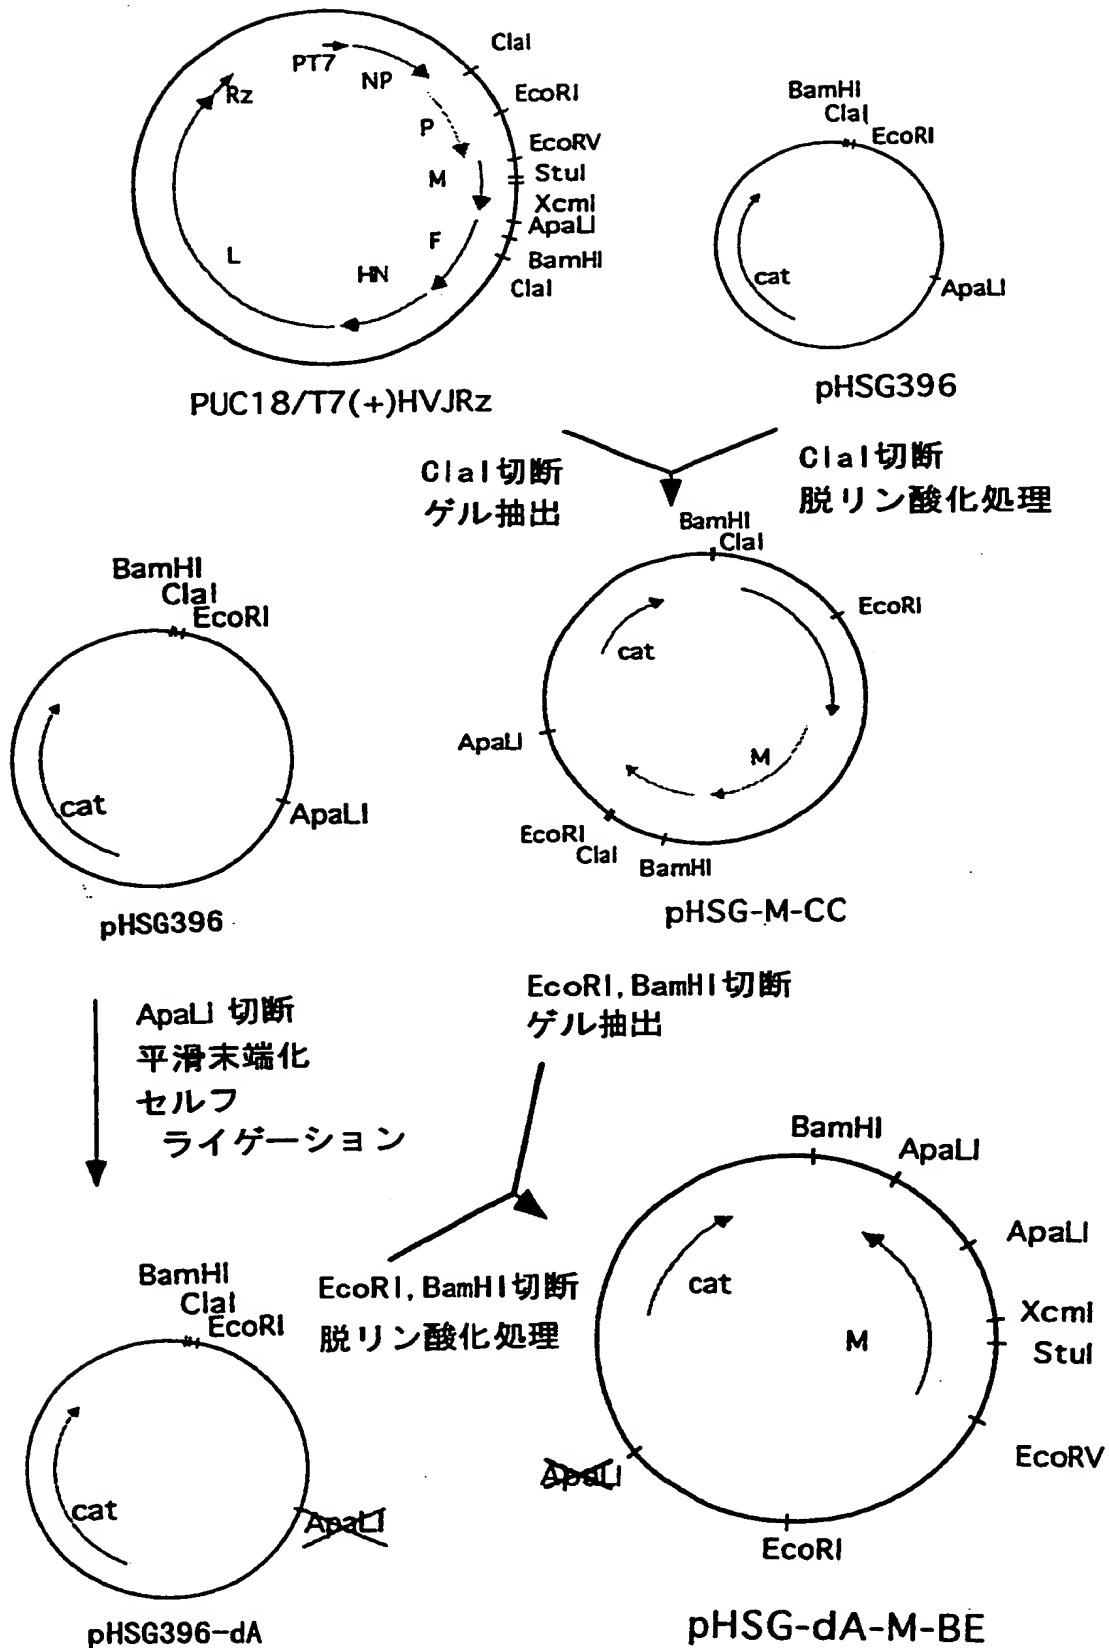 PT7
NP
P
M
F
HN
L
Rz
ClaI
EcoRI
EcoRV
StuI
XcmI
ApaLI
BamHI
ClaI
PUC18/T7(+)HVJRz
BamHI
ClaI
EcoRI
cat
ApaLI
pHSG396
ClaI切断
ゲル抽出
ClaI切断
脱リン酸化処理
BamHI
ClaI
EcoRI
cat
M
ApaLI
EcoRI
ClaI
BamHI
pHSG-M-CC
BamHI
ClaI
EcoRI
cat
ApaLI
pHSG396
ApaLI 切断
平滑末端化
セルフ
ライゲーション
EcoRI, BamHI切断
ゲル抽出
EcoRI, BamHI切断
脱リン酸化処理
BamHI
ClaI
EcoRI
cat
ApaLI
pHSG396-dA
BamHI
ApaLI
ApaLI
XcmI
StuI
EcoRV
cat
M
ApaLI
EcoRI
pHSG-dA-M-BE